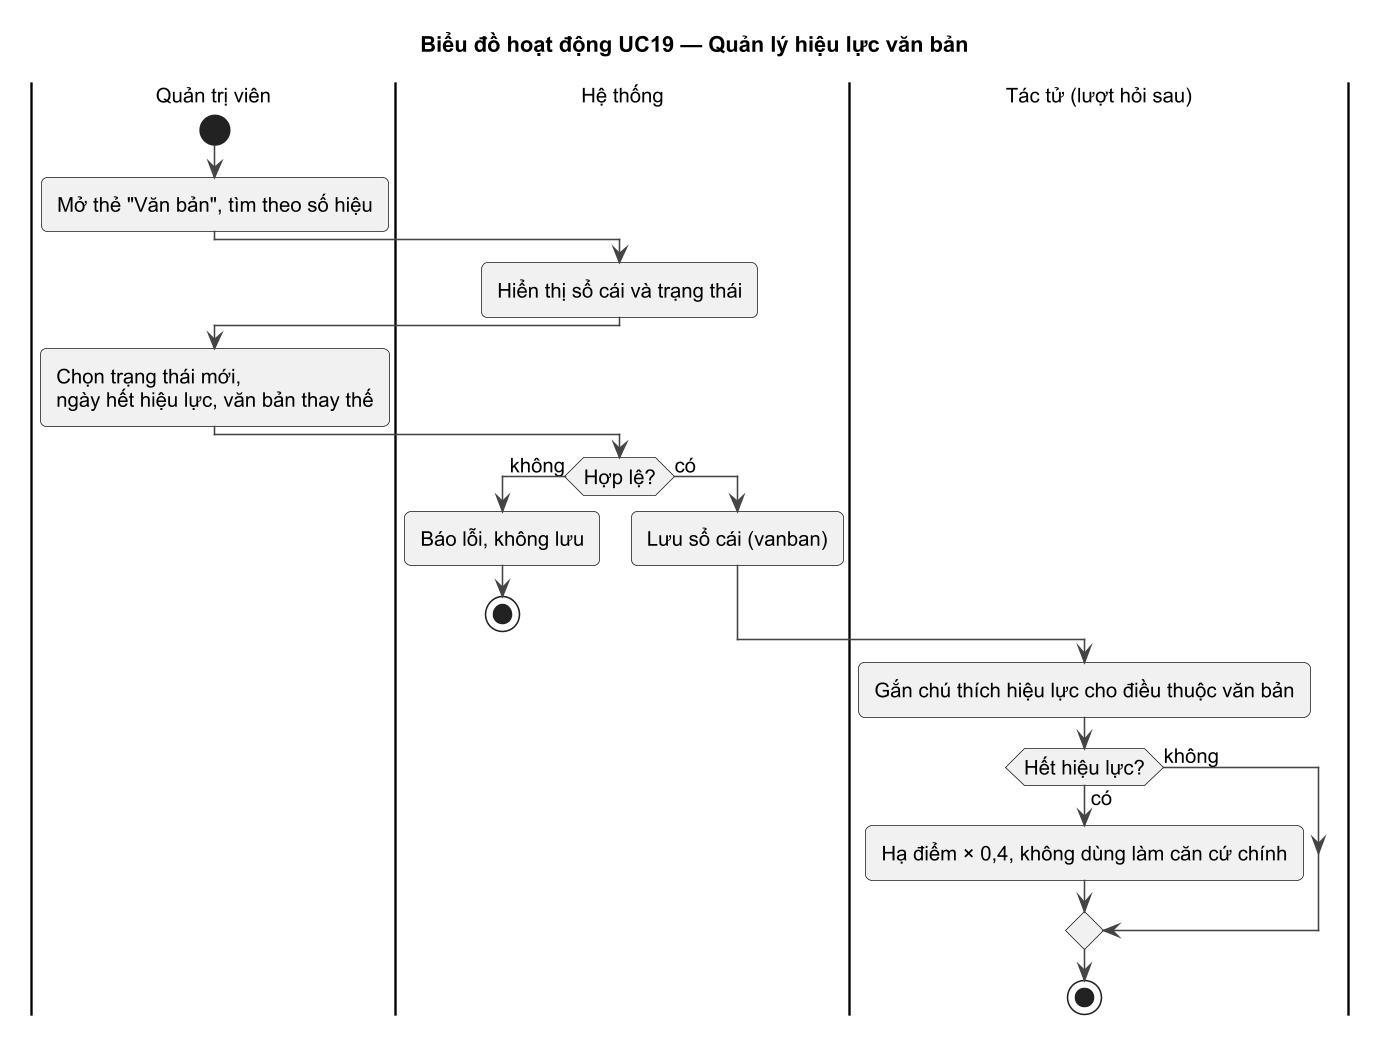 Biểu đồ hoạt động UC19 — Quản lý hiệu lực văn bản
Quản trị viên
Hệ thống
Tác tử (lượt hỏi sau)
Mở thẻ "Văn bản", tìm theo số hiệu
Hiển thị sổ cái và trạng thái
Chọn trạng thái mới,
ngày hết hiệu lực, văn bản thay thế
không
Hợp lệ?
có
Báo lỗi, không lưu
Lưu sổ cái (vanban)
Gắn chú thích hiệu lực cho điều thuộc văn bản
Hết hiệu lực?
không
có
Hạ điểm × 0,4, không dùng làm căn cứ chính